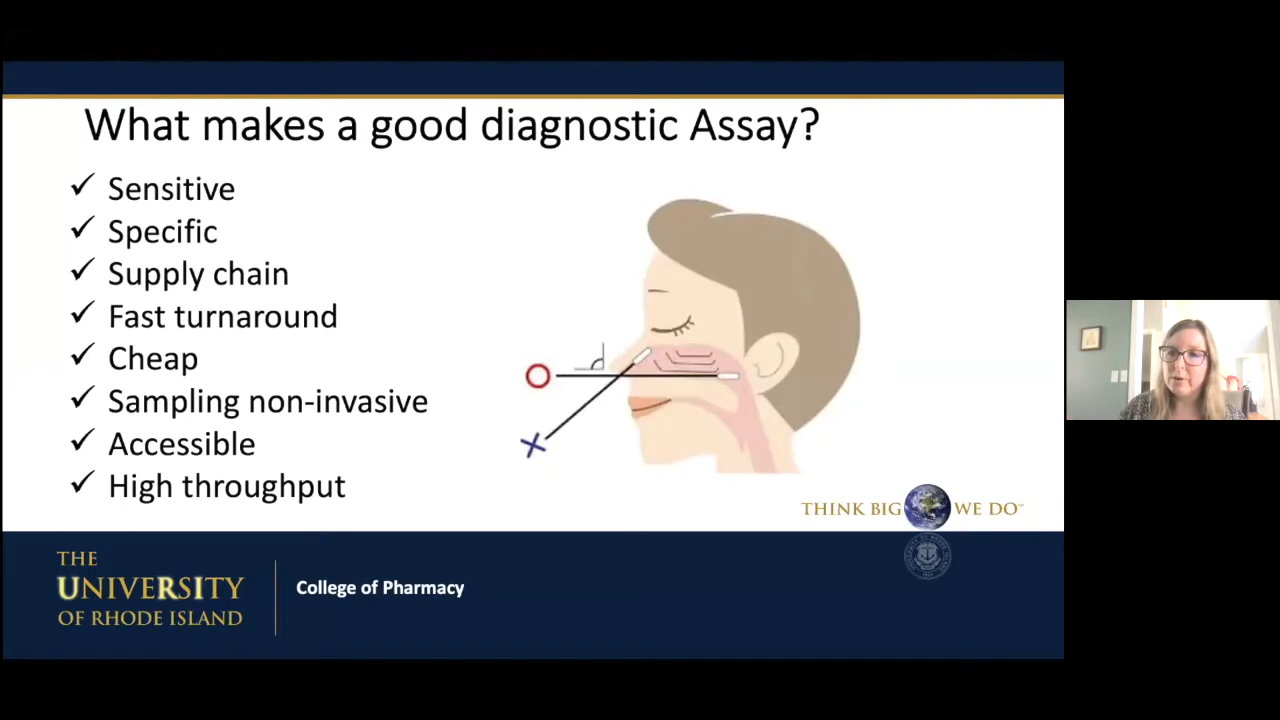 What makes a good diagnostic Assay?
✓ Sensitive
✓ Specific
✓ Supply chain
✓ Fast turnaround
✓ Cheap
✓ Sampling non-invasive
✓ Accessible
✓ High throughput
THINK BIG WE DO℠
THE
UNIVERSITY
OF RHODE ISLAND
College of Pharmacy